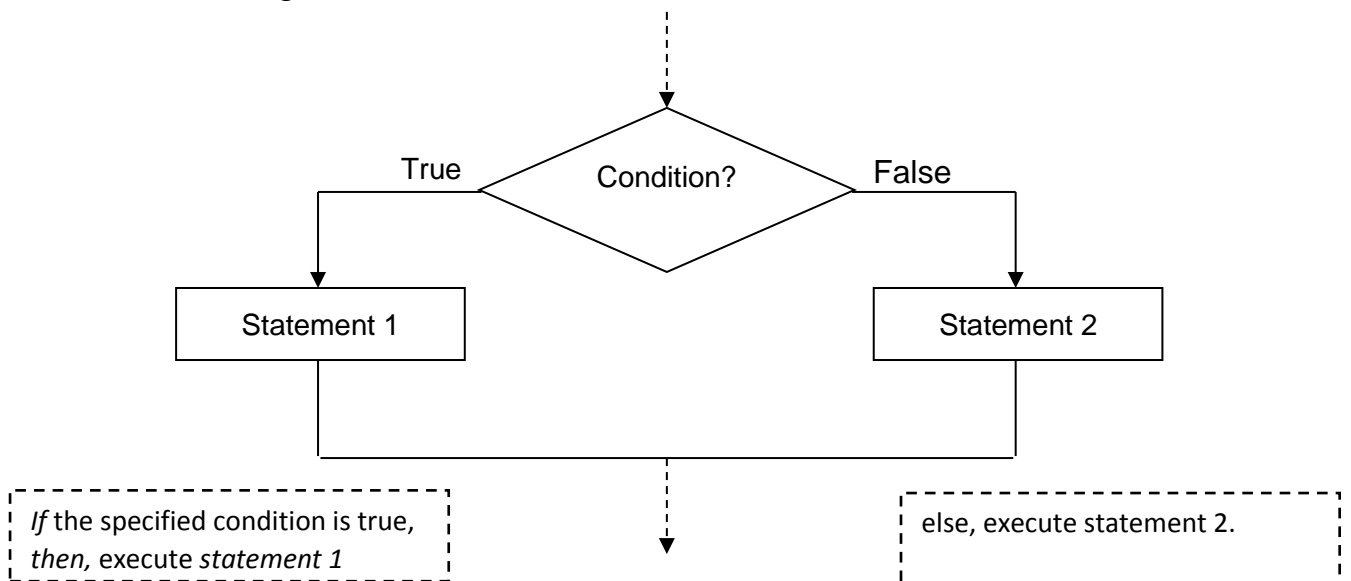 True
Condition?
False
Statement 1
Statement 2
If the specified condition is true,
then, execute statement 1
else, execute statement 2.